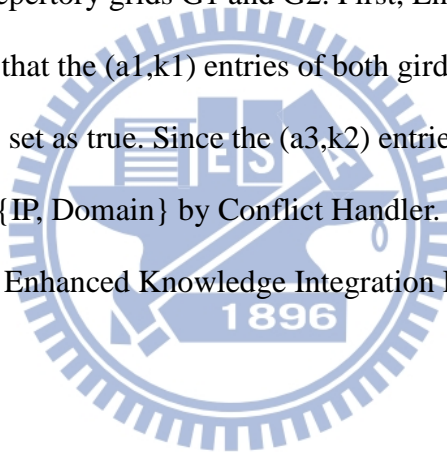 repertory grids G1 and G2. First, En
that the (a1,k1) entries of both gird
set as true. Since the (a3,k2) entrie
{IP, Domain} by Conflict Handler.
Enhanced Knowledge Integration
E S A
1896